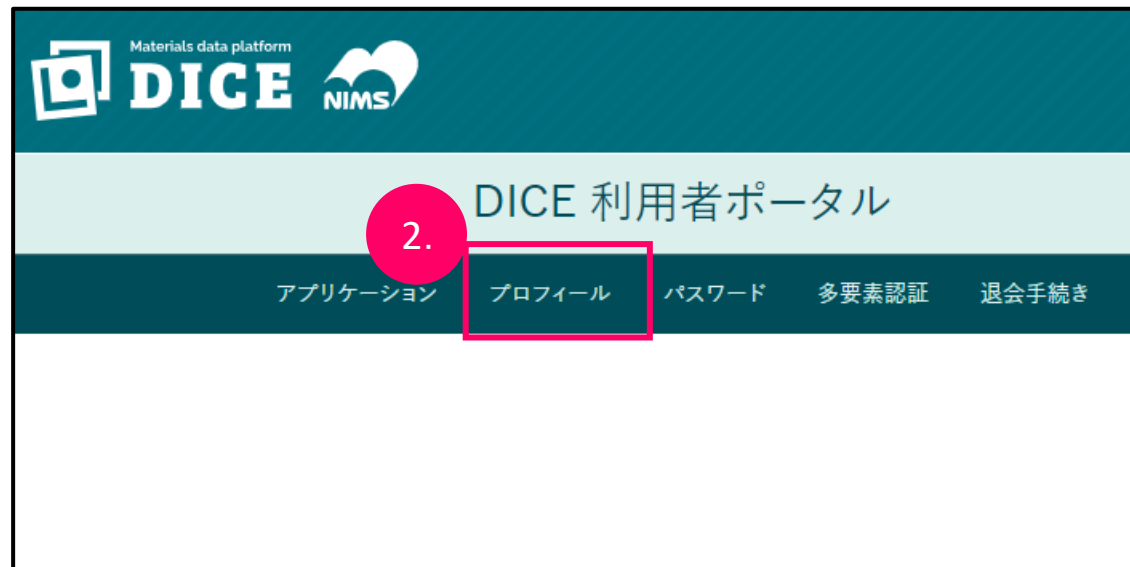 Materials data platform
DICE
NIMS
DICE 利用者ポータル
2.
アプリケーション プロフィール パスワード 多要素認証 退会手続き